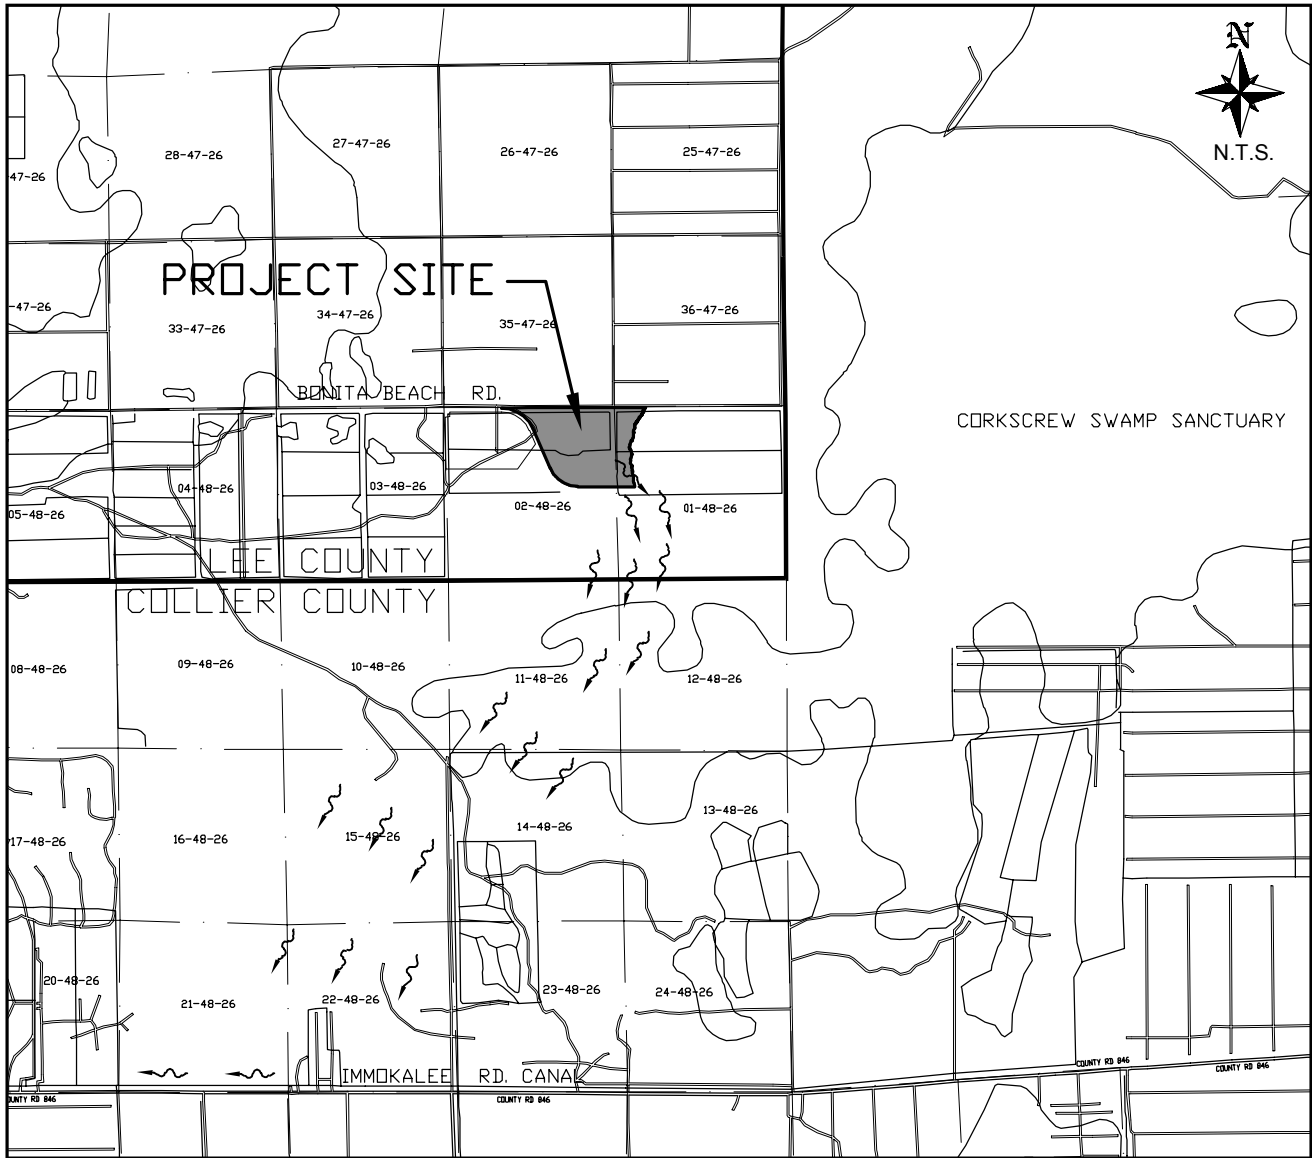 N
N.T.S.
28-47-26
27-47-26
26-47-26
25-47-26
47-26
PROJECT SITE
-47-26
33-47-26
34-47-26
35-47-26
36-47-26
BONITA BEACH RD.
CORKSCREW SWAMP SANCTUARY
05-48-26
04-48-26
03-48-26
02-48-26
01-48-26
LEE COUNTY
COLLIER COUNTY
08-48-26
09-48-26
10-48-26
11-48-26
12-48-26
17-48-26
16-48-26
15-48-26
14-48-26
13-48-26
20-48-26
21-48-26
22-48-26
23-48-26
24-48-26
IMMOKALEE RD. CANAL
COUNTY RD 846
COUNTY RD 846
OUNTY RD 846
COUNTY RD 846